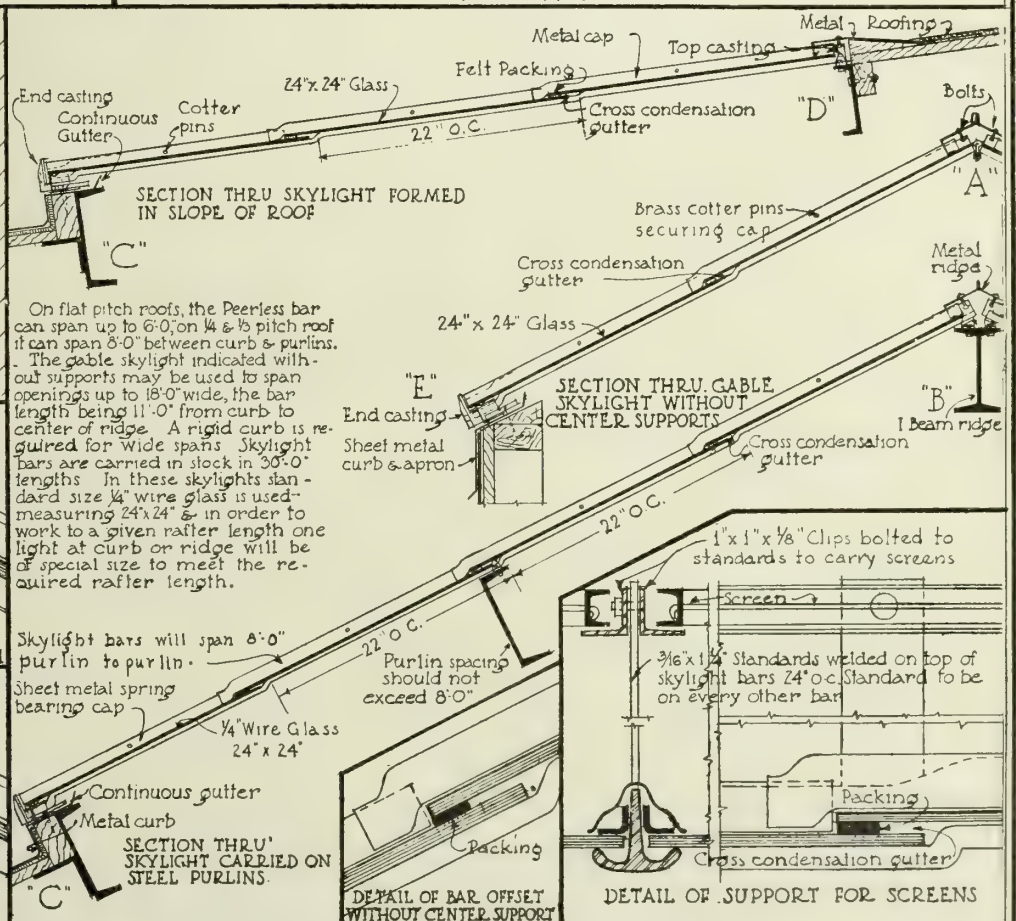 Metal
Roofing
Metal cap
Top casting
Felt Packing
24"x 24" Glass
End casting
Continuous
Gutter
Cotter
pins
Cross condensation
gutter
22" O.C.
"D"
Bolts
"A"
SECTION THRU SKYLIGHT FORMED
IN SLOPE OF ROOF
"C"
Brass cotter pins
securing cap
Metal
ridge
Cross condensation
gutter
24" x 24" Glass
On flat pitch roofs, the Peerless bar
can span up to 6'-0," on 1/4 & 1/3 pitch roof
it can span 8'-0" between curb & purlins.
The gable skylight indicated with-
out supports may be used to span
openings up to 18'-0" wide, the bar
length being 11'-0" from curb to
center of ridge A rigid curb is re-
quired for wide spans Skylight
bars are carried in stock in 30'-0"
lengths In these skylights stan-
dard size 1/4" wire glass is used-
measuring 24"x 24" & in order to
work to a given rafter length one
light at curb or ridge will be
of special size to meet the re-
quired rafter length.
"E"
SECTION THRU. GABLE
SKYLIGHT WITHOUT
CENTER SUPPORTS
End casting
Sheet metal
curb & apron
"B"
I Beam ridge
Cross condensation
gutter
22" O.C.
1"x 1" x 1/8" Clips bolted to
standards to carry screens
Screen
Skylight bars will span 8'-0"
purlin to purlin.
22" O.C.
Purlin spacing
should not
exceed 8'-0"
3/16"x 1 1/4" Standards welded on top of
skylight bars 24" o.c. Standard to be
on every other bar
Sheet metal spring
bearing cap
1/4" Wire Glass
24" x 24"
Continuous gutter
Metal curb
SECTION THRU'
SKYLIGHT CARRIED ON
STEEL PURLINS.
"C"
Packing
DETAIL OF BAR OFFSET
WITHOUT CENTER SUPPORT
Packing
Cross condensation gutter
DETAIL OF SUPPORT FOR SCREENS